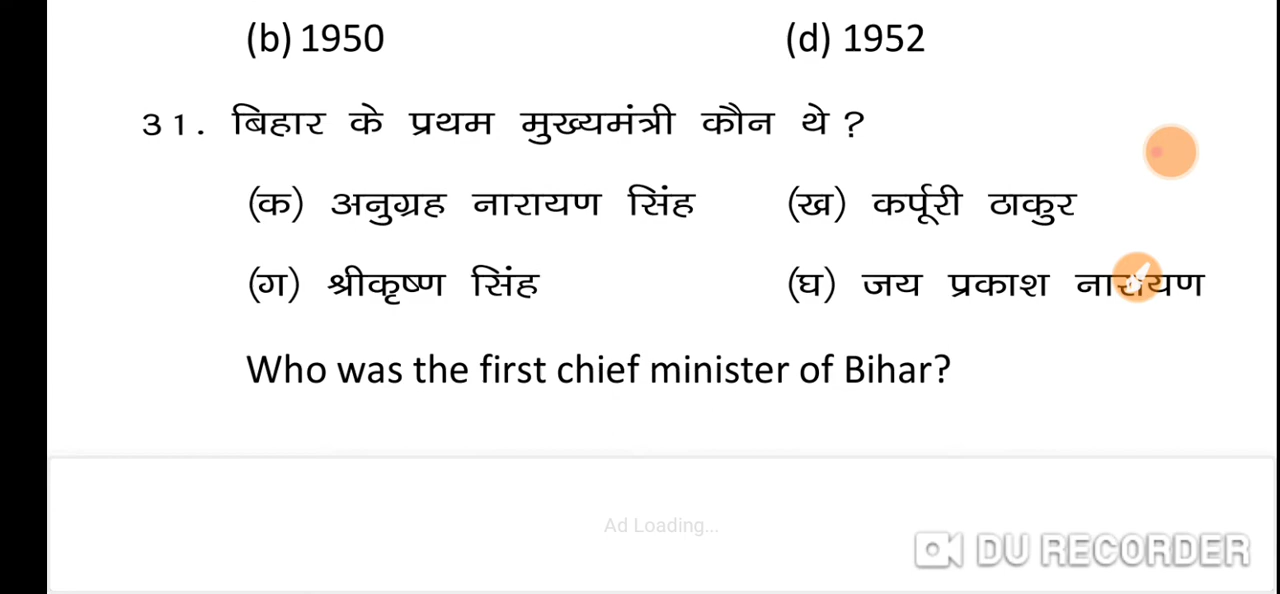 (b) 1950 (d) 1952
31. बिहार के प्रथम मुख्यमंत्री कौन थे ?
(क) अनुग्रह नारायण सिंह (ख) कर्पूरी ठाकुर
(ग) श्रीकृष्ण सिंह (घ) जय प्रकाश नारायण
Who was the first chief minister of Bihar?
Ad Loading...
DU RECORDER